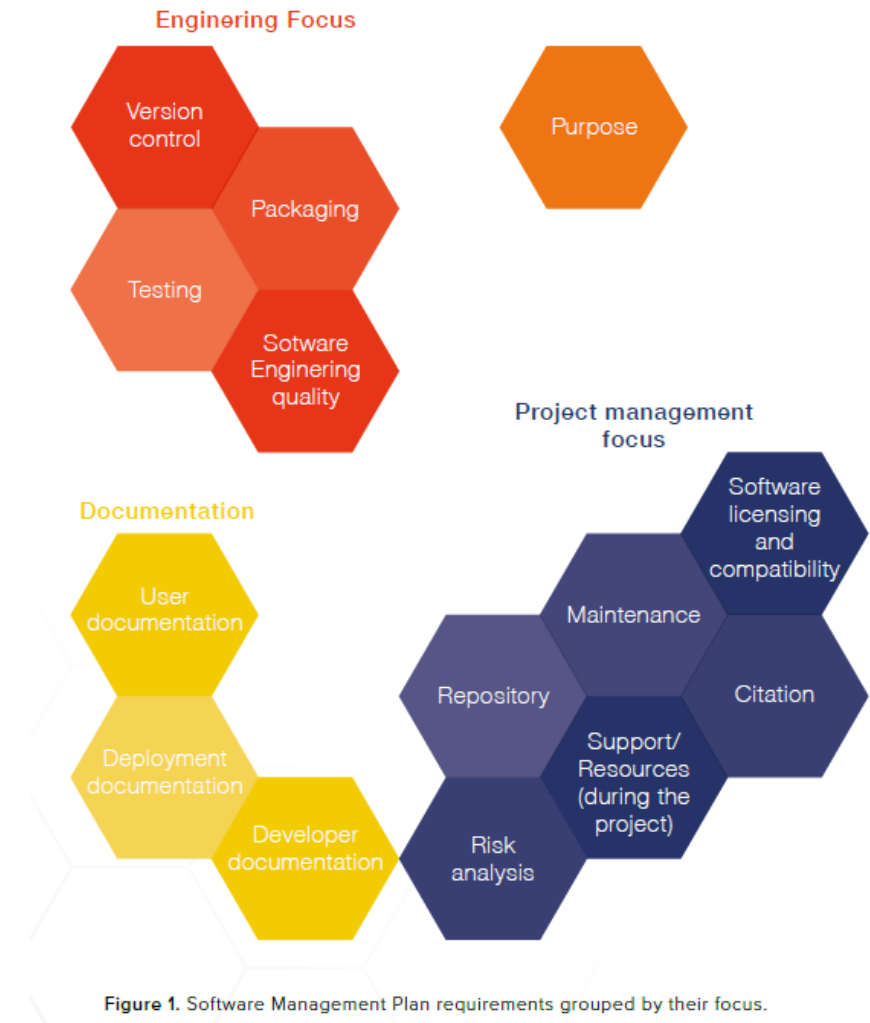 Enginering Focus
Version
control
Packaging
Testing
Sotware
Enginering
quality
Purpose
Project management
focus
Software
licensing
and
compatibility
Maintenance
Repository
Citation
Support/
Resources
(during the
project)
Risk
analysis
Documentation
User
documentation
Deployment
documentation
Developer
documentation
Figure 1. Software Management Plan requirements grouped by their focus.